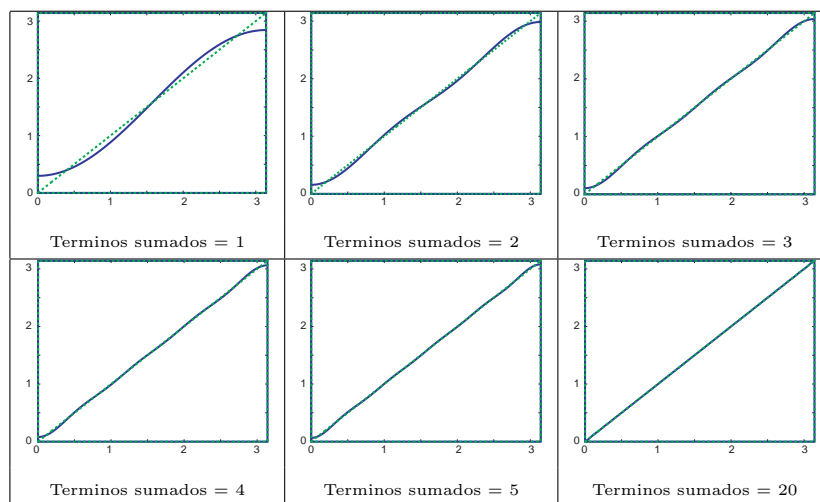 3
2
1
0
0 1 2 3
Terminos sumados = 1
3
2
1
0
0 1 2 3
Terminos sumados = 2
3
2
1
0
0 1 2 3
Terminos sumados = 3
3
2
1
0
0 1 2 3
Terminos sumados = 4
3
2
1
0
0 1 2 3
Terminos sumados = 5
3
2
1
0
0 1 2 3
Terminos sumados = 20